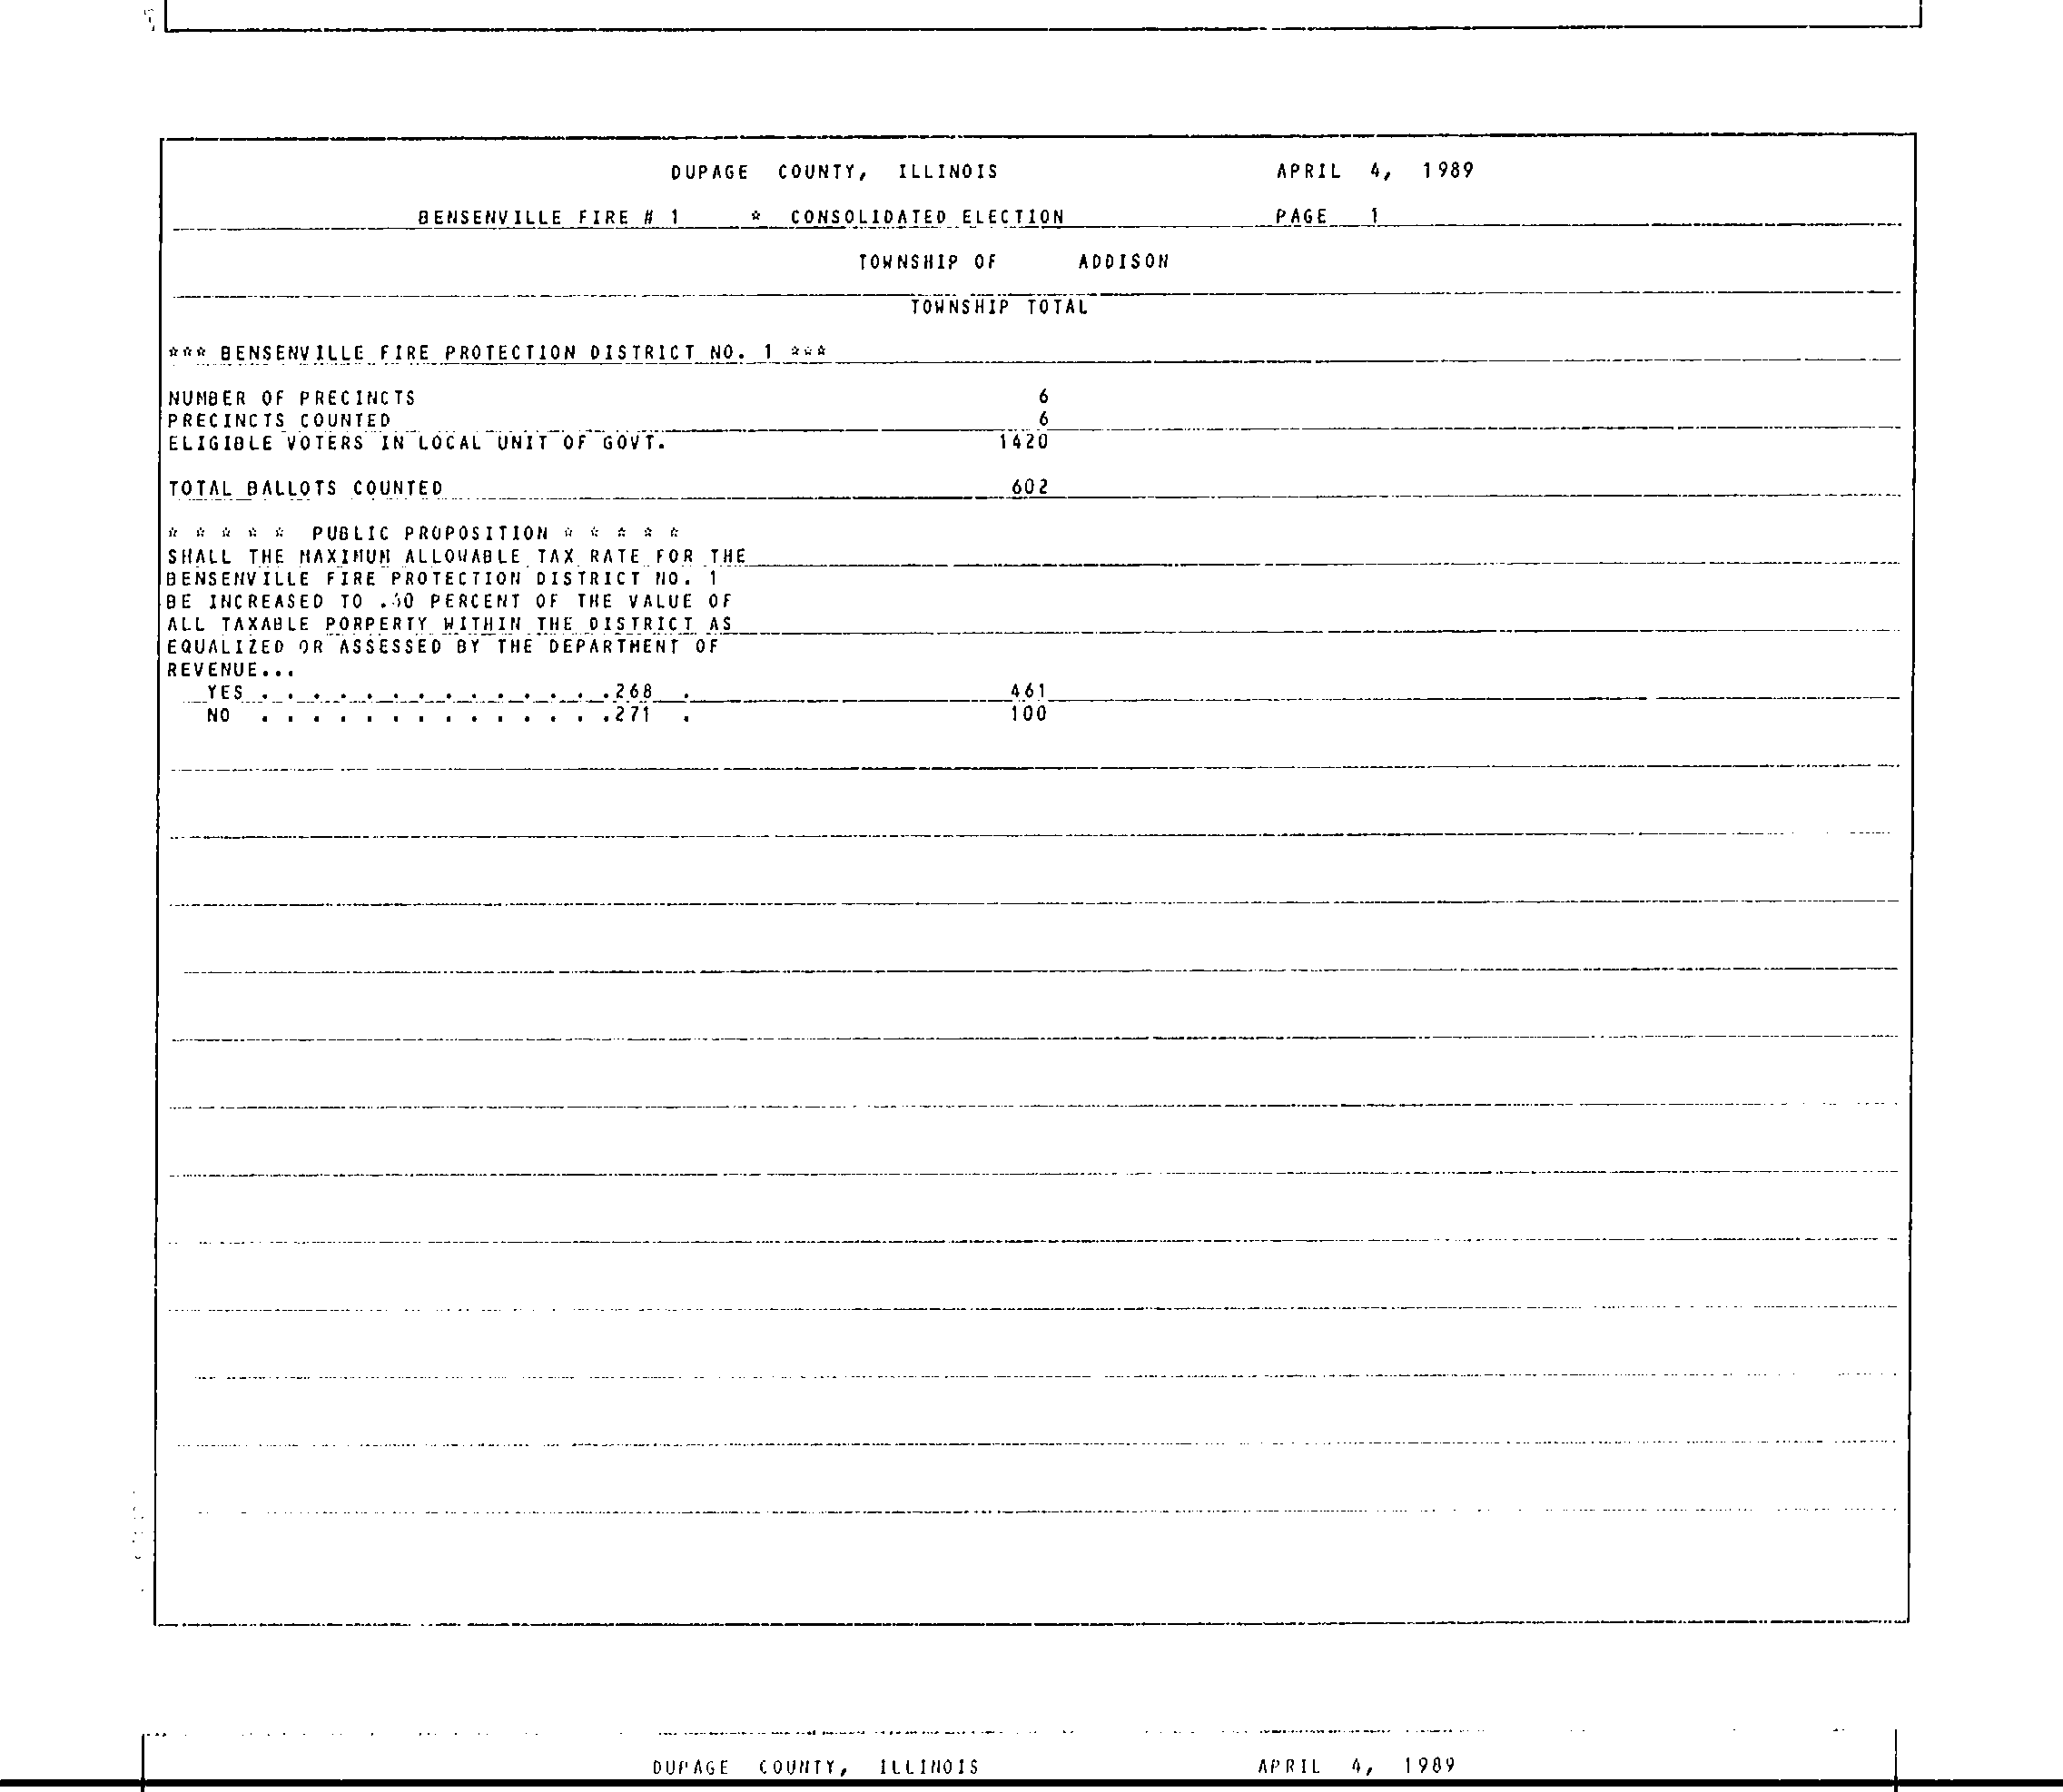 DUPAGE COUNTY, ILLINOIS APRIL 4, 1989
BENSENVILLE FIRE # 1 * CONSOLIDATED ELECTION PAGE 1
TOWNSHIP OF ADDISON
TOWNSHIP TOTAL
*** BENSENVILLE FIRE PROTECTION DISTRICT NO. 1 ***
NUMBER OF PRECINCTS 6
PRECINCTS COUNTED 6
ELIGIBLE VOTERS IN LOCAL UNIT OF GOVT. 1420
TOTAL BALLOTS COUNTED 602
* * * * * PUBLIC PROPOSITION * * * * *
SHALL THE MAXIMUM ALLOWABLE TAX RATE FOR THE
BENSENVILLE FIRE PROTECTION DISTRICT NO. 1
BE INCREASED TO PERCENT OF THE VALUE OF
ALL TAXABLE PORPERTY WITHIN THE DISTRICT AS
EQUALIZED OR ASSESSED BY THE DEPARTMENT OF
REVENUE...
YES . . . . . . . . . . . . . .268 . 461
NO . . . . . . . . . . . . . .271 . 100
DUPAGE COUNTY, ILLINOIS APRIL 4, 1989